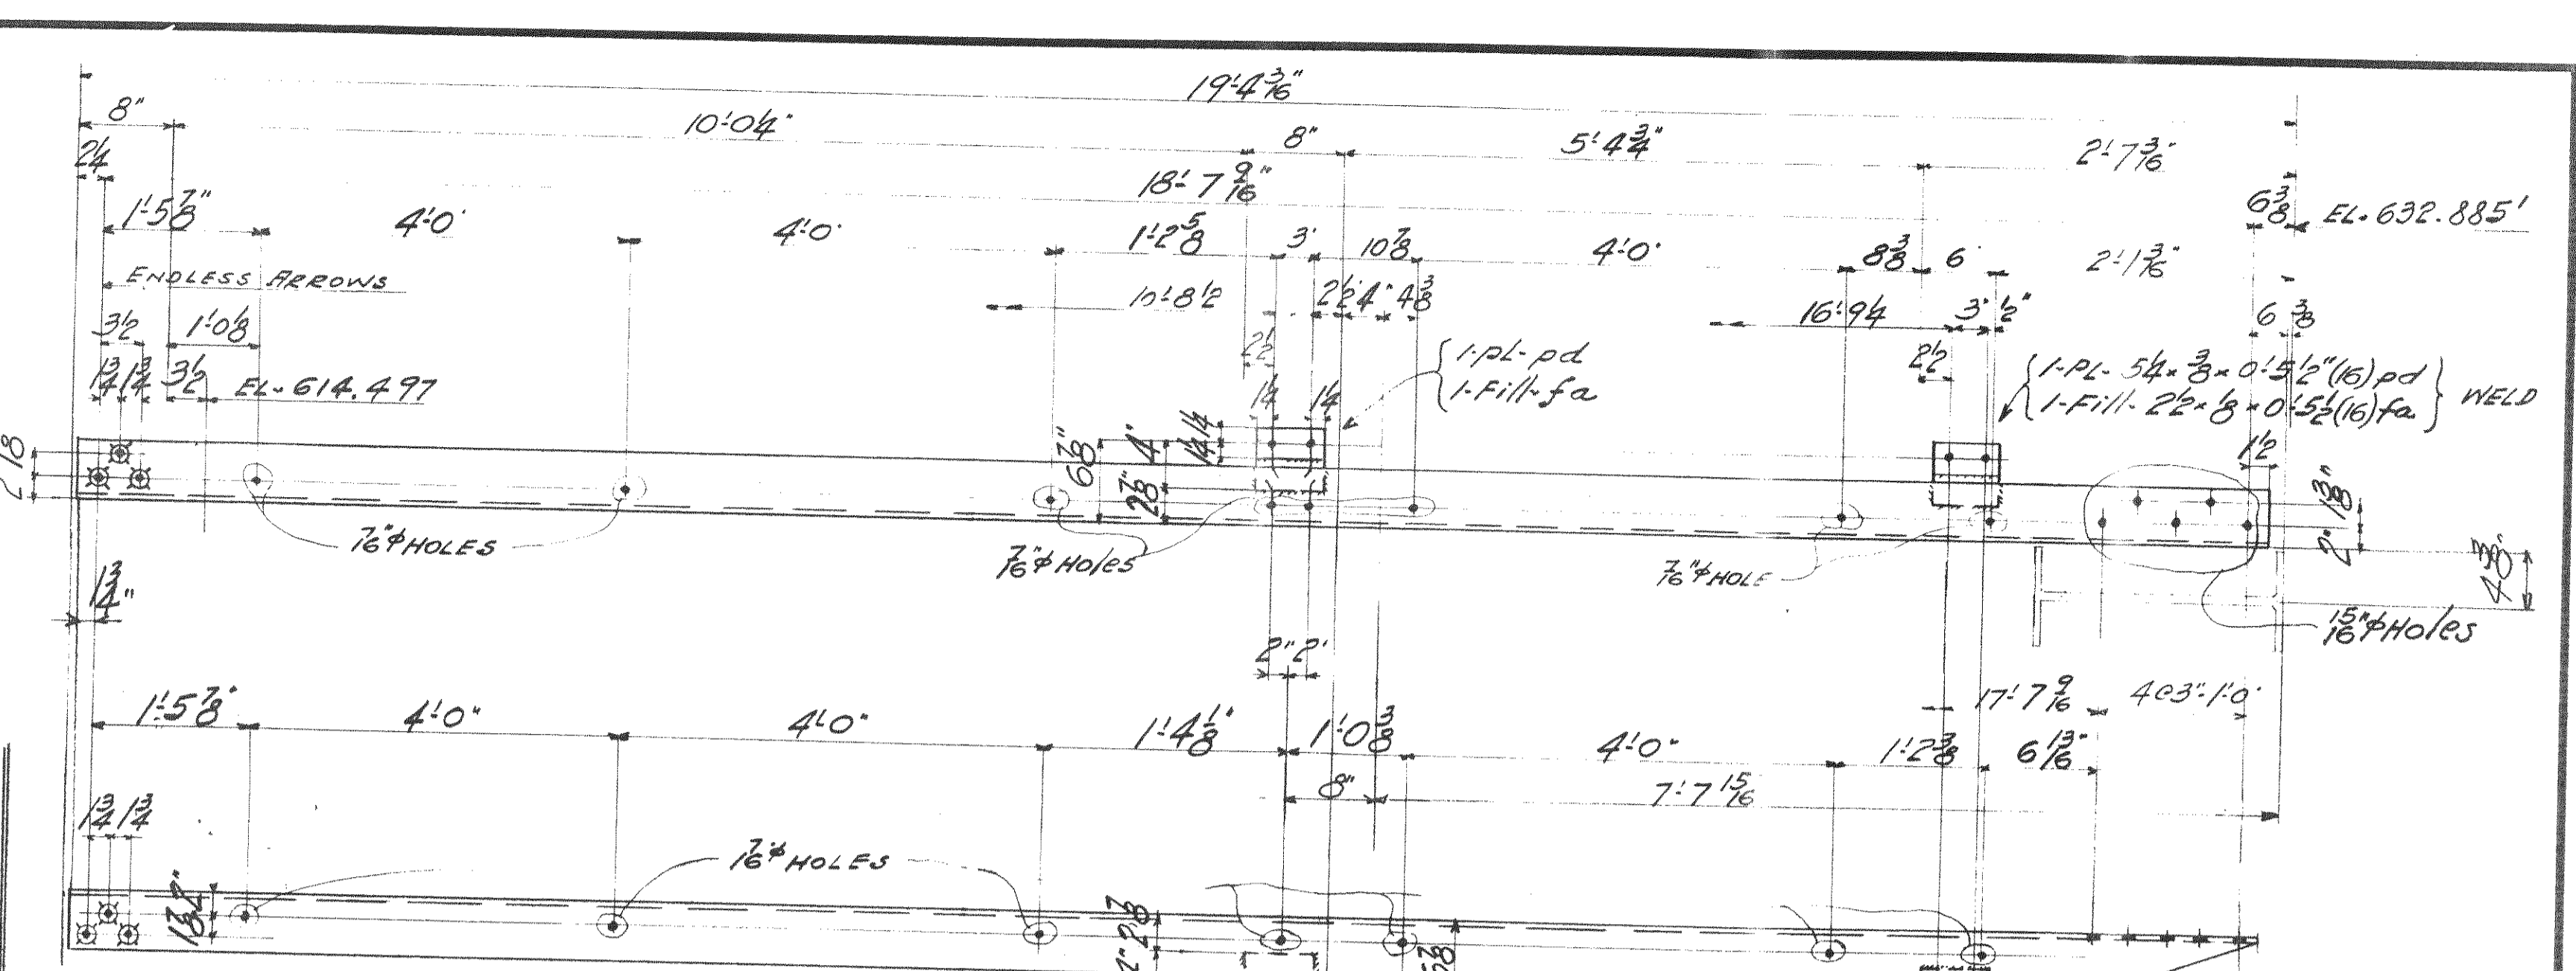 19'-4 3/16"
8"
10'-0 1/4"
8"
5'-4 3/4"
2'-7 3/16"
2 1/4
18'-7 9/16"
6 3/8
EL. 632.885'
1'-5 7/8"
4'-0"
4'-0"
1'-2 5/8
3"
10 7/8
4'-0"
8 3/8
6"
2'-1 3/16"
ENDLESS ARROWS
10'-8 1/2
2 1/2" 4" 4 3/8
16'-9 1/4
3" 1/2"
6 3/8
3 1/2
1'-0 1/8
2 1/2
2 1/2
1-PL-pd
1-Fill-fa
1-PL- 5 1/4 x 3/8 x 0'-5 1/2"(16) pd
1-Fill- 2 1/2 x 1/8 x 0'-5 1/2(16) fa
WELD
1 3/4 1 3/4 3 1/2
EL- 614.497
1 1/4 1 1/4
1 1/4 1 1/4
6 7/8"
4"
2 7/8"
1 1/2
1 3/8"
2"
4 3/8"
7/16"φ HOLES
7/16"φ Holes
7/16"φ HOLE
15/16"φ Holes
1 3/4"
2" 2"
17'-7 9/16
4@3"-1'-0"
1'-5 7/8"
4'-0"
4'-0"
1'-4 1/8"
1'-0 3/8
4'-0"
1'-2 3/8
6 13/16"
8"
7'-7 15/16
1 3/4 1 3/4
7/16"φ HOLES
1 3/8 2"
2 7/8